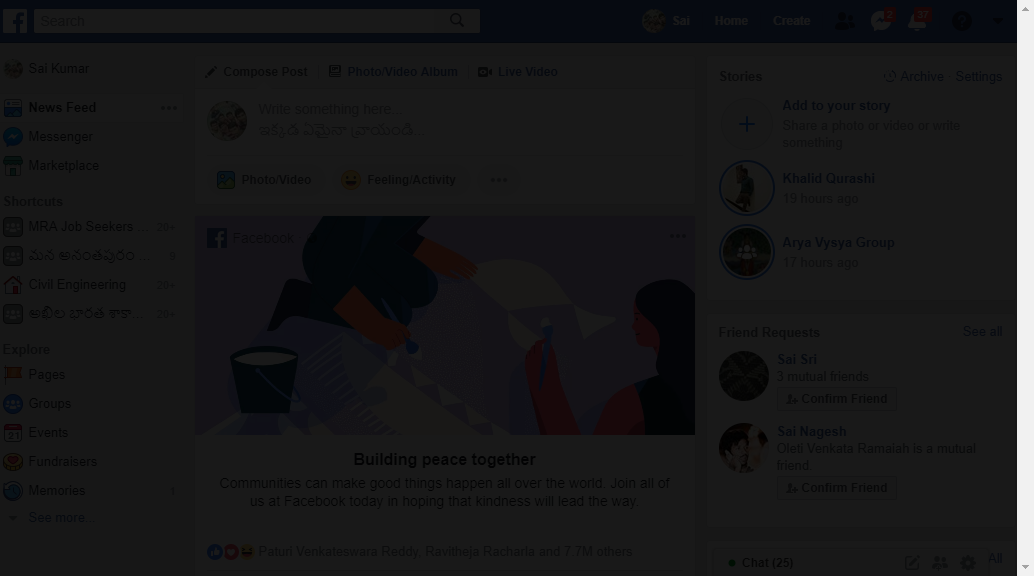 Search
Sai
Home
Create
2
37
Sai Kumar
News Feed
Messenger
Marketplace
Shortcuts
MRA Job Seekers... 20+
మన అనంతపురం ... 9
Civil Engineering 20+
అఖిల భారత కాకా... 20+
Explore
Pages
Groups
Events
Fundraisers
Memories 1
See more...
Compose Post
Photo/Video Album
Live Video
Write something here...
ఇక్కడ ఏమైనా వ్రాయండి...
Photo/Video
Feeling/Activity
Facebook
Building peace together
Communities can make good things happen all over the world. Join all of
us at Facebook today in hoping that kindness will lead the way.
Paturi Venkateswara Reddy, Ravitheja Racharla and 7.7M others
Stories
Archive
Settings
Add to your story
Share a photo or video or write
something
Khalid Qurashi
19 hours ago
Arya Vysya Group
17 hours ago
Friend Requests
See all
Sai Sri
3 mutual friends
Confirm Friend
Sai Nagesh
Oleti Venkata Ramaiah is a mutual
friend.
Confirm Friend
Chat (25)
All
21